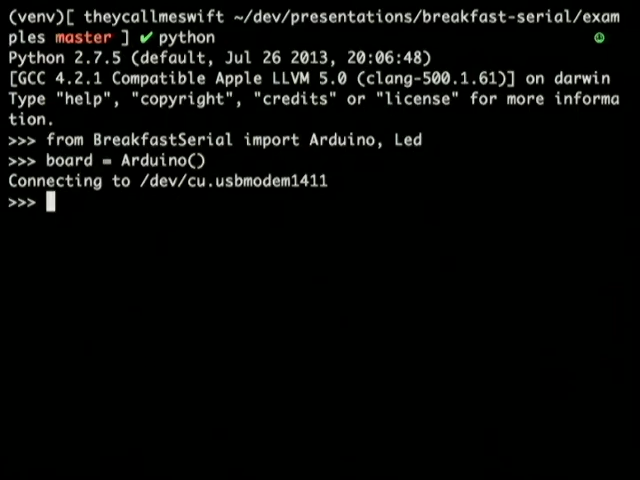 (venv)[ theycallmeswift ~/dev/presentations/breakfast-serial/exam
ples master ] ✔ python ☺
Python 2.7.5 (default, Jul 26 2013, 20:06:48)
[GCC 4.2.1 Compatible Apple LLVM 5.0 (clang-500.1.61)] on darwin
Type "help", "copyright", "credits" or "license" for more informa
tion.
>>> from BreakfastSerial import Arduino, Led
>>> board = Arduino()
Connecting to /dev/cu.usbmodem1411
>>>